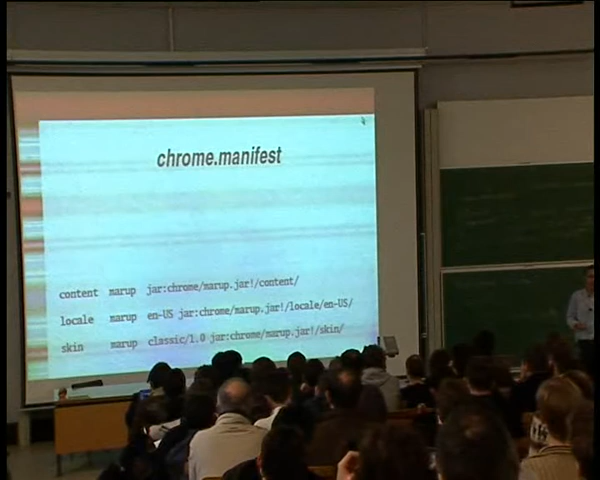 chrome.manifest
content marup jar:chrome/marup.jar!/content/
locale marup en-US jar:chrome/marup.jar!/locale/en-US/
skin marup classic/1.0 jar:chrome/marup.jar!/skin/